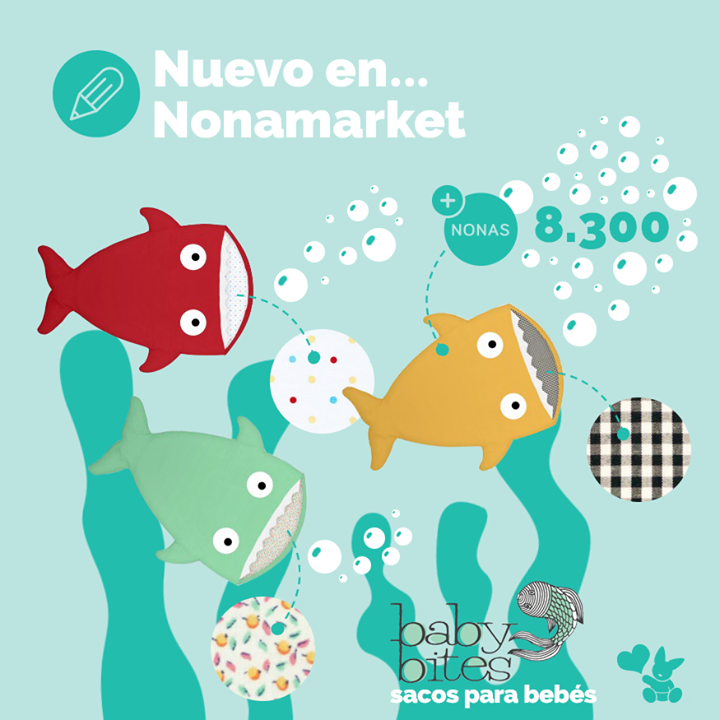 Nuevo en...
Nonamarket
+
NONAS
8.300
baby
bites
sacos para bebés